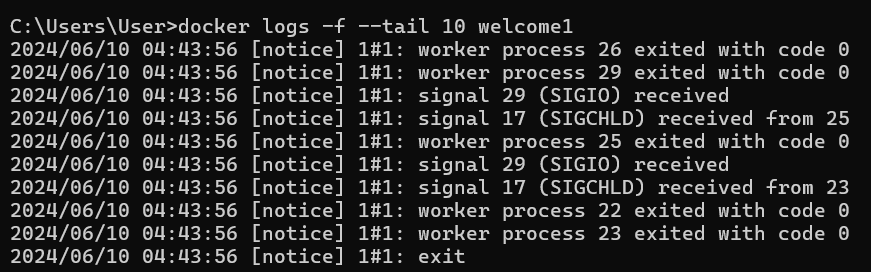 C:\Users\User>docker logs -f --tail 10 welcome1
2024/06/10 04:43:56 [notice] 1#1: worker process 26 exited with code 0
2024/06/10 04:43:56 [notice] 1#1: worker process 29 exited with code 0
2024/06/10 04:43:56 [notice] 1#1: signal 29 (SIGIO) received
2024/06/10 04:43:56 [notice] 1#1: signal 17 (SIGCHLD) received from 25
2024/06/10 04:43:56 [notice] 1#1: worker process 25 exited with code 0
2024/06/10 04:43:56 [notice] 1#1: signal 29 (SIGIO) received
2024/06/10 04:43:56 [notice] 1#1: signal 17 (SIGCHLD) received from 23
2024/06/10 04:43:56 [notice] 1#1: worker process 22 exited with code 0
2024/06/10 04:43:56 [notice] 1#1: worker process 23 exited with code 0
2024/06/10 04:43:56 [notice] 1#1: exit